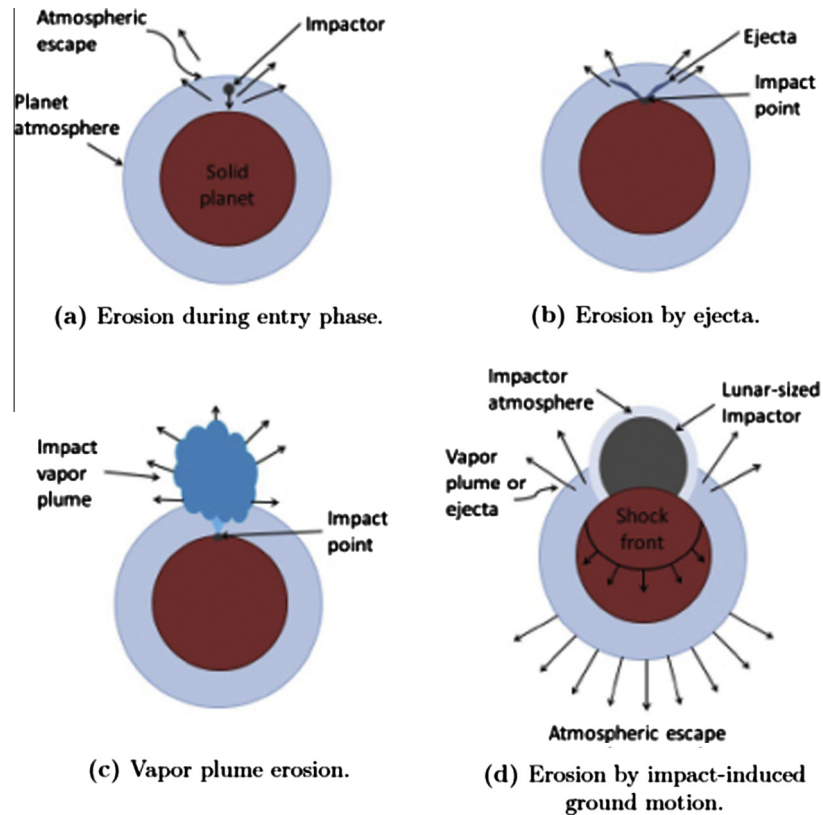 Atmospheric
escape
Impactor
Planet
atmosphere
Solid
planet
(a) Erosion during entry phase.
Ejecta
Impact
point
(b) Erosion by ejecta.
Impact
vapor
plume
Impact
point
(c) Vapor plume erosion.
Impactor
atmosphere
Lunar-sized
Impactor
Vapor
plume or
ejecta
Shock
front
Atmospheric escape
(d) Erosion by impact-induced
ground motion.